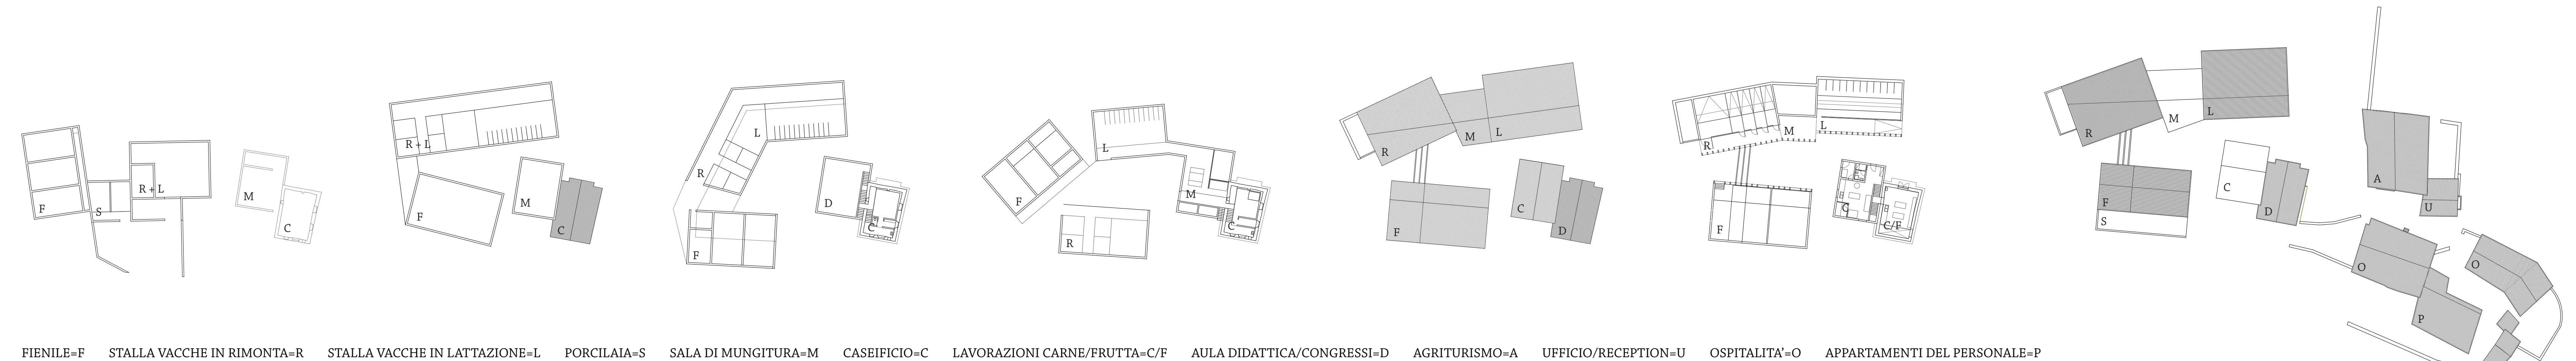 F
S
R + L
M
C
R + L
F
M
C
L
R
F
D
C
F
L
R
M
C
R
M
L
F
C
D
R
M
L
F
C
C/F
R
M
L
F
S
C
D
A
U
O
O
P
FIENILE=F STALLA VACCHE IN RIMONTA=R STALLA VACCHE IN LATTAZIONE=L PORCILAIA=S SALA DI MUNGITURA=M CASEIFICIO=C LAVORAZIONI CARNE/FRUTTA=C/F AULA DIDATTICA/CONGRESSI=D AGRITURISMO=A UFFICIO/RECEPTION=U OSPITALITA’=O APPARTAMENTI DEL PERSONALE=P